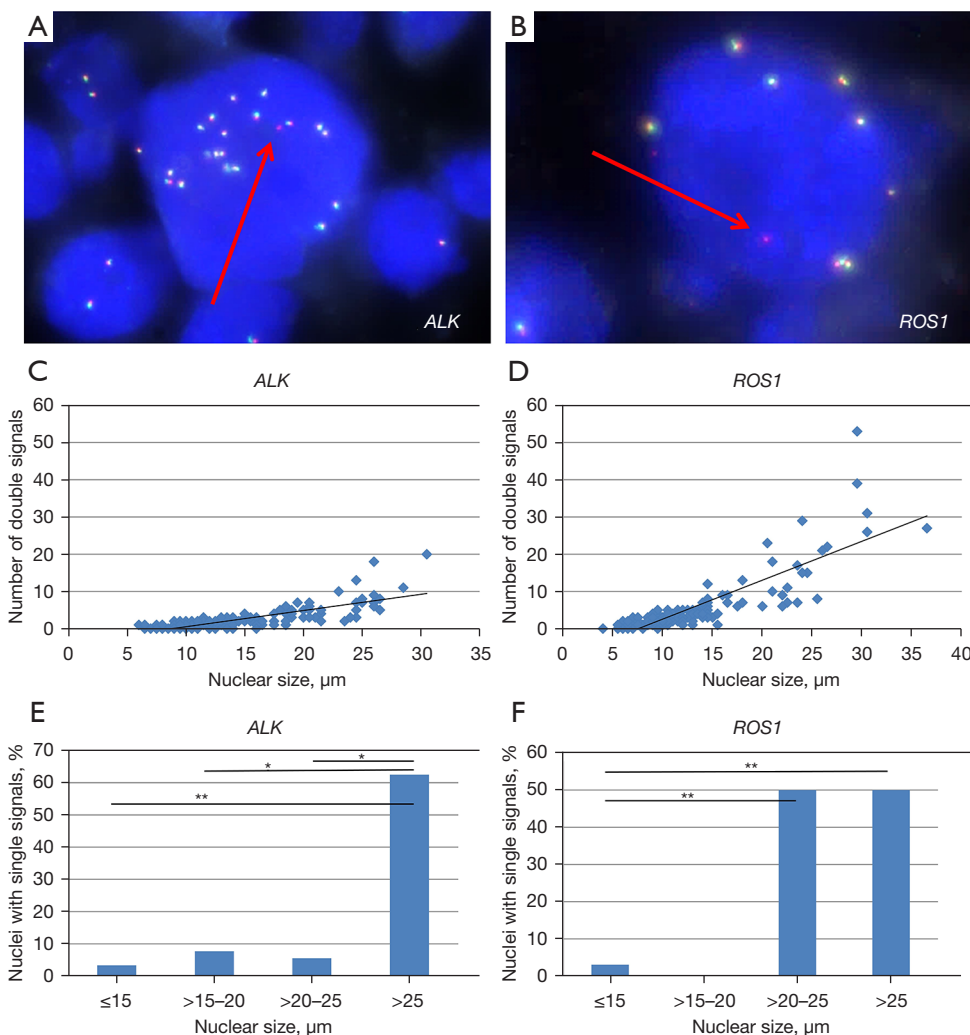 A
B
ALK
ROS1
C
ALK
Number of double signals
60
50
40
30
20
10
0
0 5 10 15 20 25 30 35
Nuclear size, µm
D
ROS1
Number of double signals
60
50
40
30
20
10
0
0 5 10 15 20 25 30 35 40
Nuclear size, µm
E
ALK
Nuclei with single signals, %
70
60
50
40
30
20
10
0
*
*
**
≤15 >15–20 >20–25 >25
Nuclear size, µm
F
ROS1
Nuclei with single signals, %
60
50
40
30
20
10
0
**
**
≤15 >15–20 >20–25 >25
Nuclear size, µm